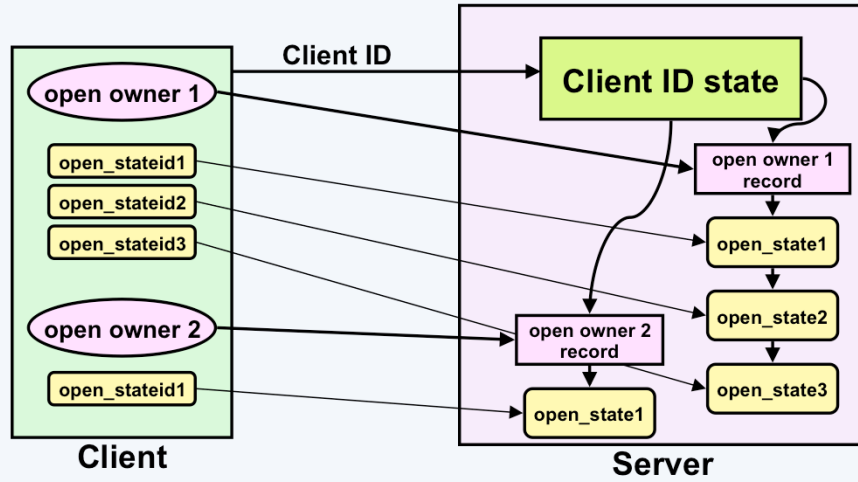 Client ID
open owner 1
open_stateid1
open_stateid2
open_stateid3
open owner 2
open_stateid1
Client
Client ID state
open owner 1
record
open_state1
open_state2
open_state3
open owner 2
record
open_state1
Server